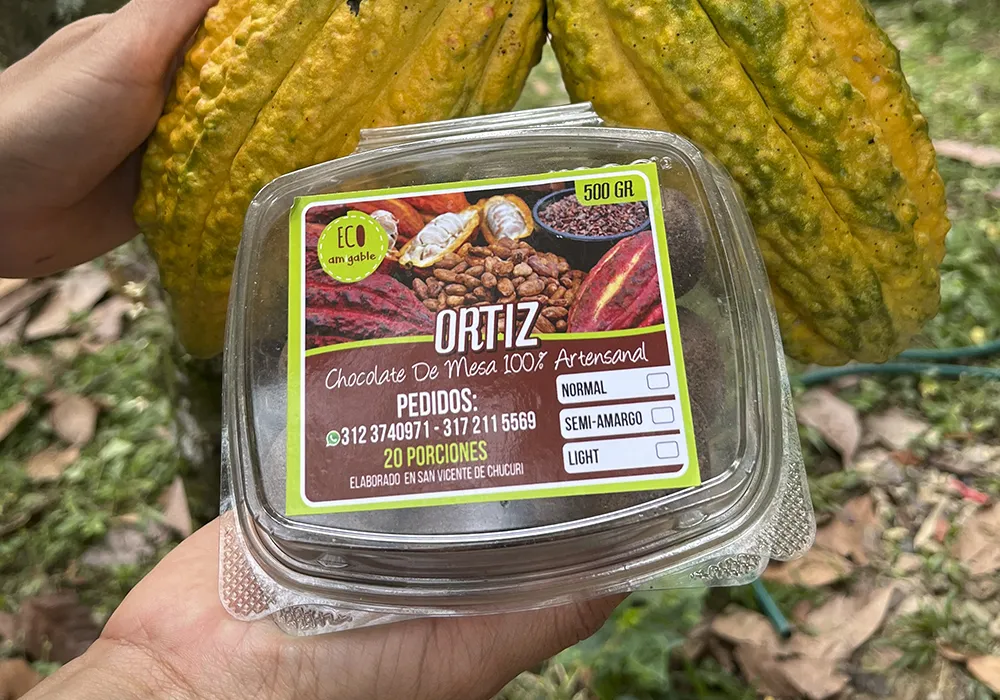 500 GR
ECO
amigable
ORTIZ
Chocolate De Mesa 100% Artensanal
PEDIDOS:
312 3740971 - 317 211 5569
20 PORCIONES
ELABORADO EN SAN VICENTE DE CHUCURI
NORMAL
SEMI-AMARGO
LIGHT